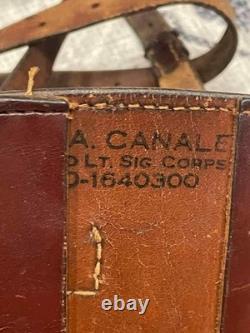 A. CANALE
D LT. SIG. CORPS
O-1640300